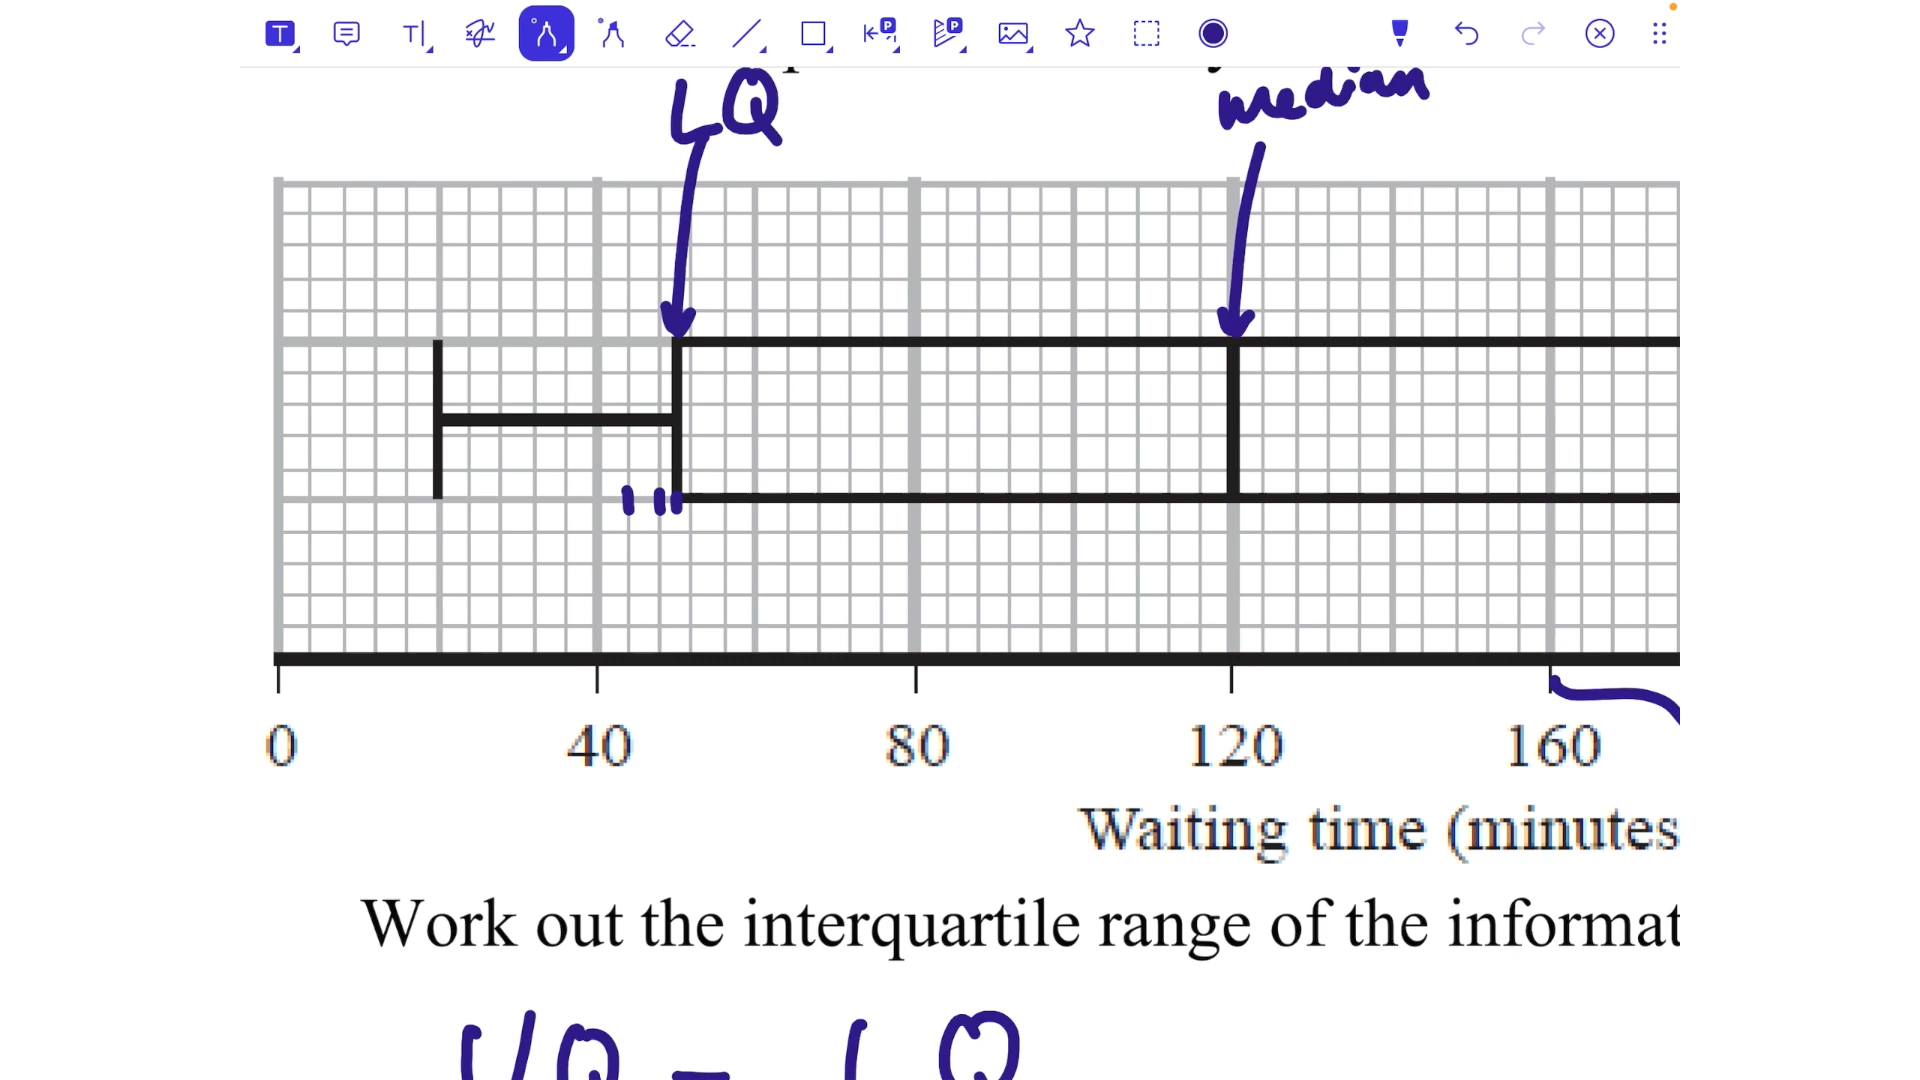 LQ
median
0 40 80 120 160
Waiting time (minutes
Work out the interquartile range of the informat
UQ - LQ